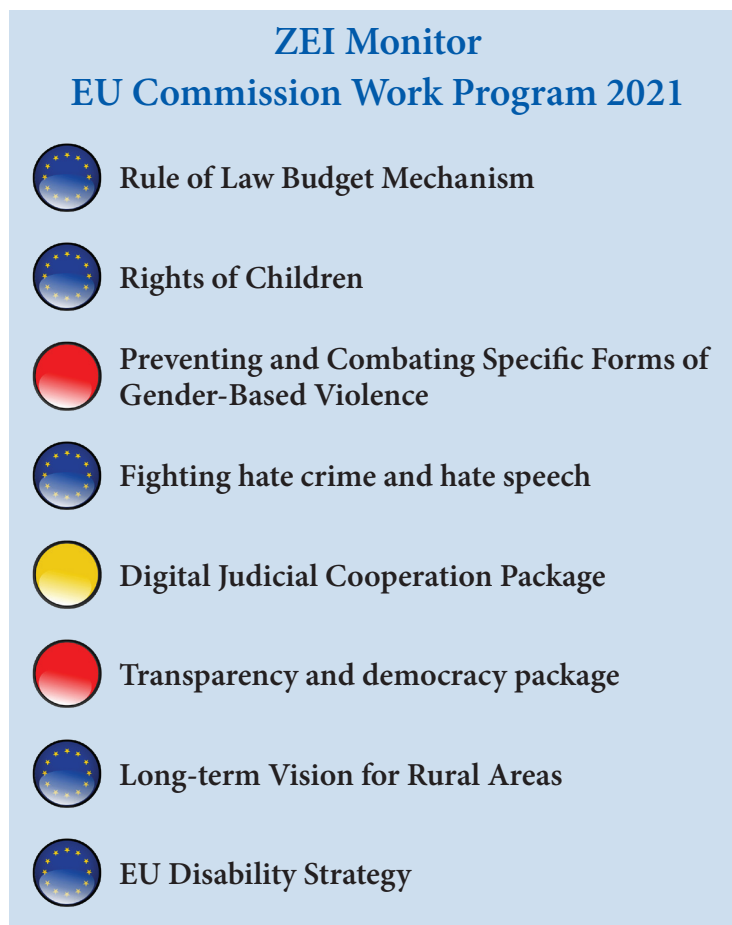 ZEI Monitor
EU Commission Work Program 2021
Rule of Law Budget Mechanism
Rights of Children
Preventing and Combating Specific Forms of
Gender-Based Violence
Fighting hate crime and hate speech
Digital Judicial Cooperation Package
Transparency and democracy package
Long-term Vision for Rural Areas
EU Disability Strategy